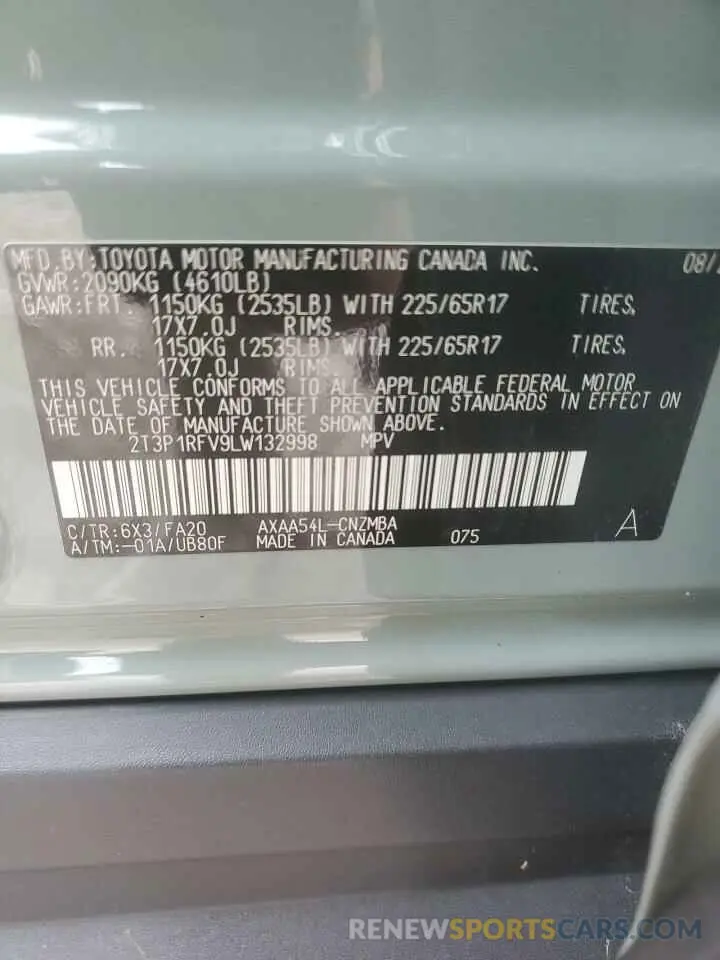 MFD.BY:TOYOTA MOTOR MANUFACTURING CANADA INC. 08/
GVWR:2090KG (4610LB)
GAWR:FRT. 1150KG (2535LB) WITH 225/65R17 TIRES,
17X7.0J RIMS.
RR. 1150KG (2535LB) WITH 225/65R17 TIRES,
17X7.0J RIMS.
THIS VEHICLE CONFORMS TO ALL APPLICABLE FEDERAL MOTOR
VEHICLE SAFETY AND THEFT PREVENTION STANDARDS IN EFFECT ON
THE DATE OF MANUFACTURE SHOWN ABOVE.
2T3P1RFV9LW132998 MPV
C/TR:6X3/FA20 AXAA54L-CNZMBA
A/TM:-01A/UB80F MADE IN CANADA 075 A
RENEWSPORTSCARS.COM